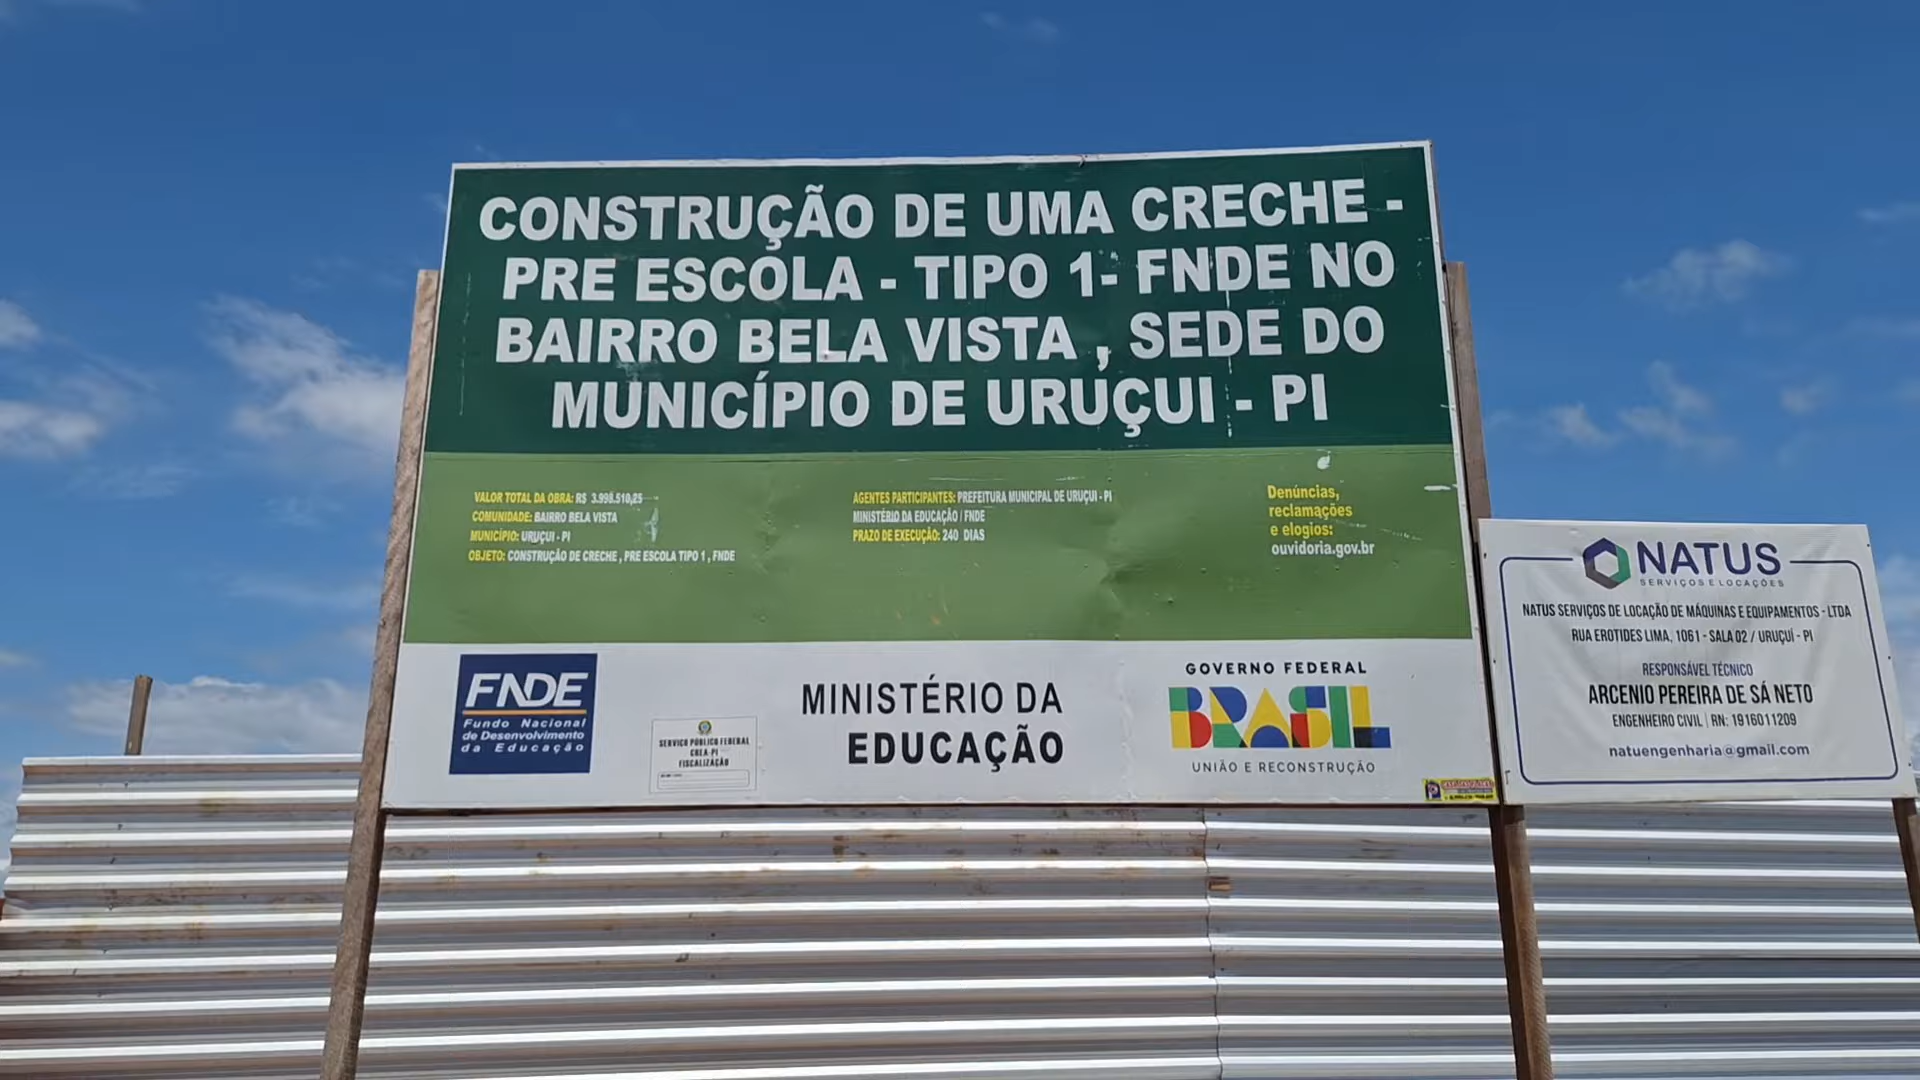 CONSTRUÇÃO DE UMA CRECHE -
PRE ESCOLA - TIPO 1- FNDE NO
BAIRRO BELA VISTA , SEDE DO
MUNICÍPIO DE URUÇUI - PI
VALOR TOTAL DA OBRA: R$ 3.998.510,25
COMUNIDADE: BAIRRO BELA VISTA
MUNICÍPIO: URUÇUI - PI
OBJETO: CONSTRUÇÃO DE CRECHE , PRE ESCOLA TIPO 1 , FNDE
AGENTES PARTICIPANTES: PREFEITURA MUNICIPAL DE URUÇUI - PI
MINISTÉRIO DA EDUCAÇÃO / FNDE
PRAZO DE EXECUÇÃO: 240 DIAS
Denúncias,
reclamações
e elogios:
ouvidoria.gov.br
FNDE
Fundo Nacional
de Desenvolvimento
da Educação
SERVIÇO PÚBLICO FEDERAL
CREA-PI
FISCALIZAÇÃO
MINISTÉRIO DA
EDUCAÇÃO
GOVERNO FEDERAL
BRASIL
UNIÃO E RECONSTRUÇÃO
NATUS
SERVIÇOS E LOCAÇÕES
NATUS SERVIÇOS DE LOCAÇÃO DE MÁQUINAS E EQUIPAMENTOS - LTDA
RUA EROTIDES LIMA, 1061 - SALA 02 / URUÇUÍ - PI
RESPONSÁVEL TÉCNICO
ARCENIO PEREIRA DE SÁ NETO
ENGENHEIRO CIVIL | RN: 1916011209
natuengenharia@gmail.com